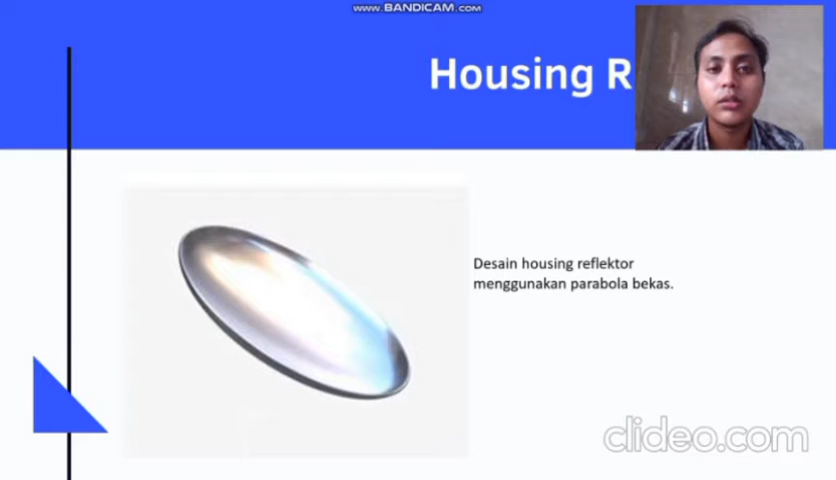 www.BANDICAM.com
Housing R
Desain housing reflektor
menggunakan parabola bekas.
clideo.com